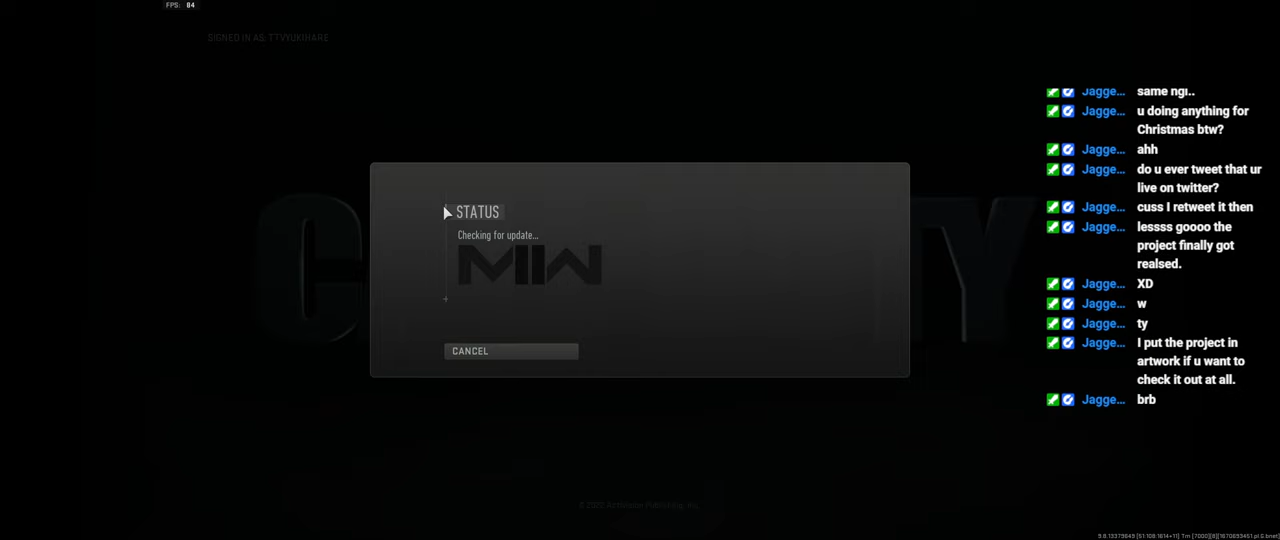 FPS: 84
SIGNED IN AS: TTVYUKIHARE
STATUS
Checking for update...
MW
CANCEL
Jagge... same ngl..
Jagge... u doing anything for
Christmas btw?
Jagge... ahh
Jagge... do u ever tweet that ur
live on twitter?
Jagge... cuss I retweet it then
Jagge... lessss goooo the
project finally got
realsed.
Jagge... XD
Jagge... w
Jagge... ty
Jagge... I put the project in
artwork if u want to
check it out at all.
Jagge... brb